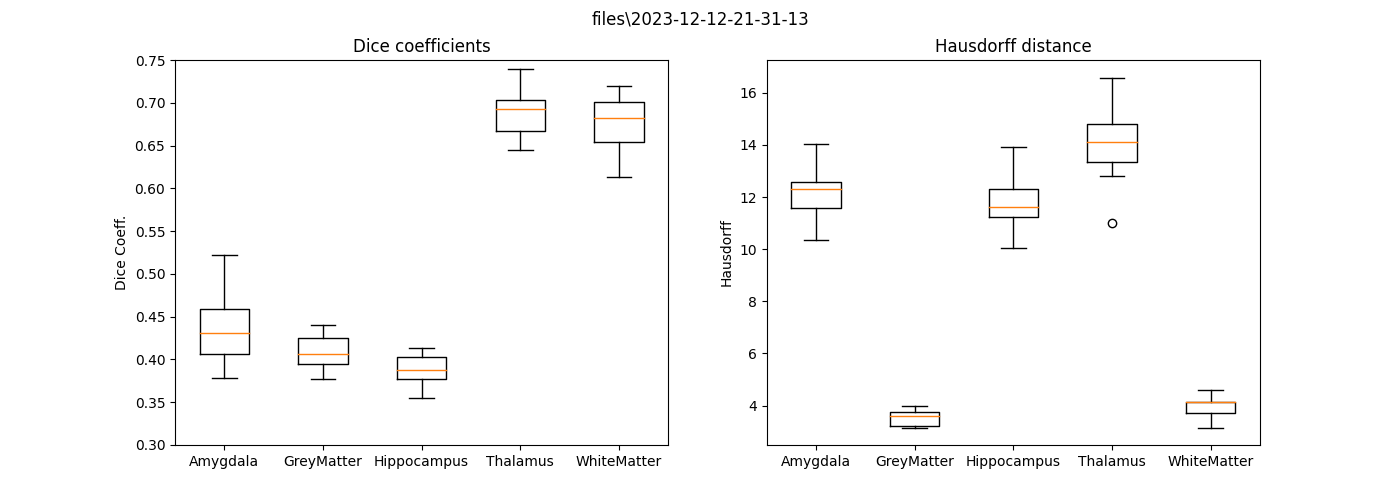 files\2023-12-12-21-31-13
Dice coefficients
Dice Coeff.
0.75
0.70
0.65
0.60
0.55
0.50
0.45
0.40
0.35
0.30
Amygdala GreyMatter Hippocampus Thalamus WhiteMatter
Hausdorff distance
Hausdorff
16
14
12
10
8
6
4
Amygdala GreyMatter Hippocampus Thalamus WhiteMatter